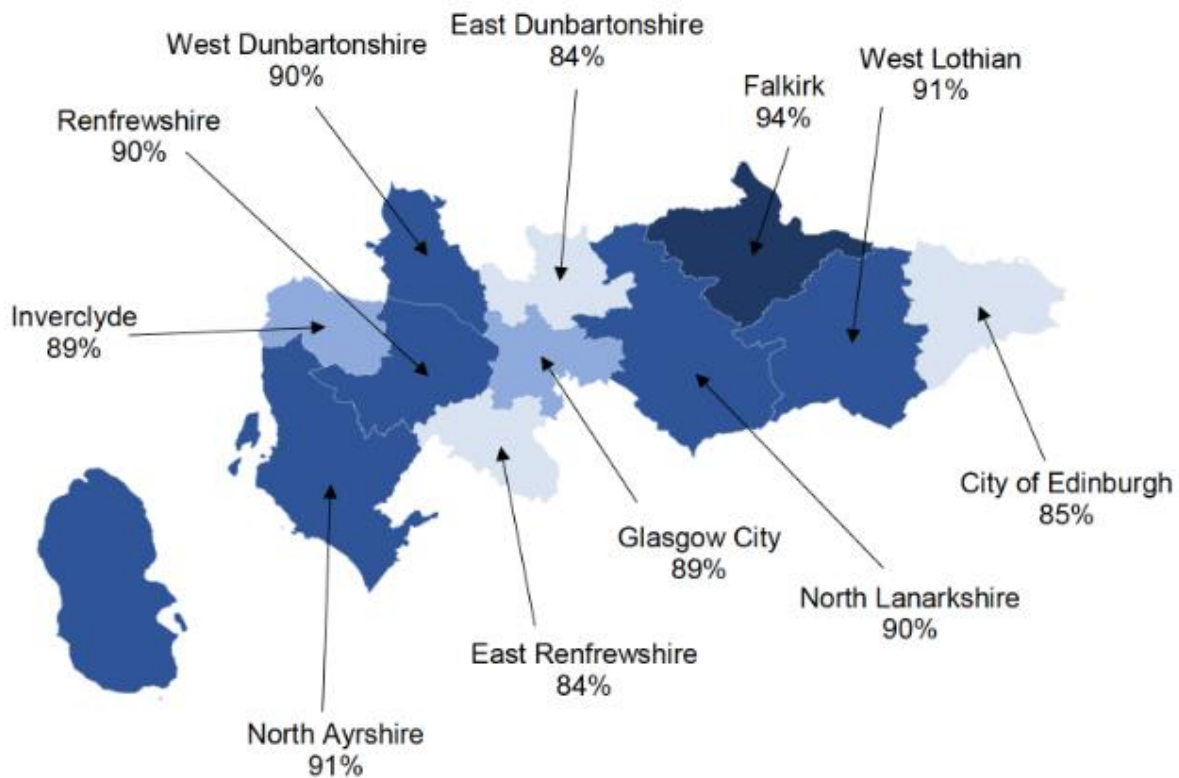 East Dunbartonshire
84%
West Dunbartonshire
90%
West Lothian
91%
Falkirk
94%
Renfrewshire
90%
Inverclyde
89%
City of Edinburgh
85%
Glasgow City
89%
North Lanarkshire
90%
East Renfrewshire
84%
North Ayrshire
91%